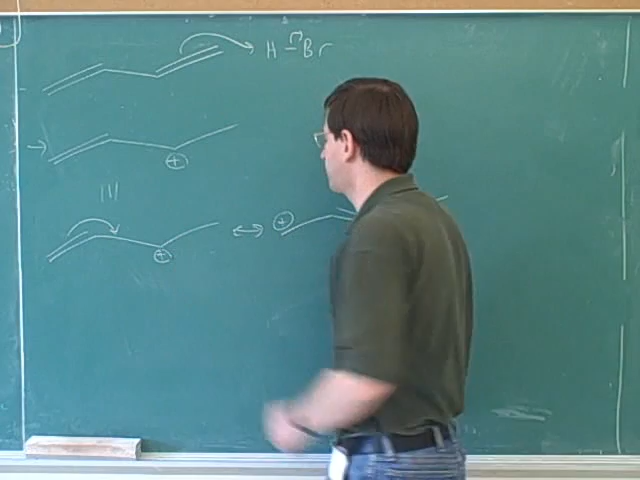 H-Br
+
+ ↔ +